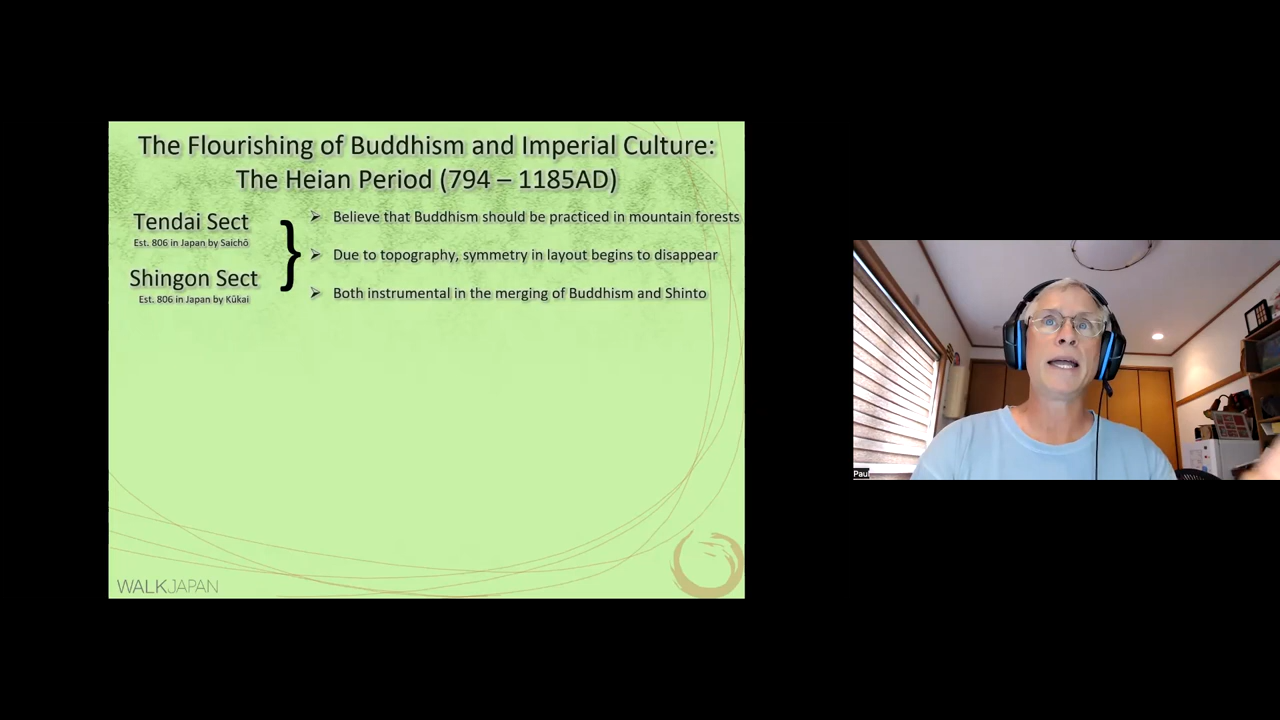 The Flourishing of Buddhism and Imperial Culture:
The Heian Period (794 – 1185AD)
Tendai Sect
Est. 806 in Japan by Saichō
Shingon Sect
Est. 806 in Japan by Kūkai
}
➢ Believe that Buddhism should be practiced in mountain forests
➢ Due to topography, symmetry in layout begins to disappear
➢ Both instrumental in the merging of Buddhism and Shinto
WALKJAPAN
Paul